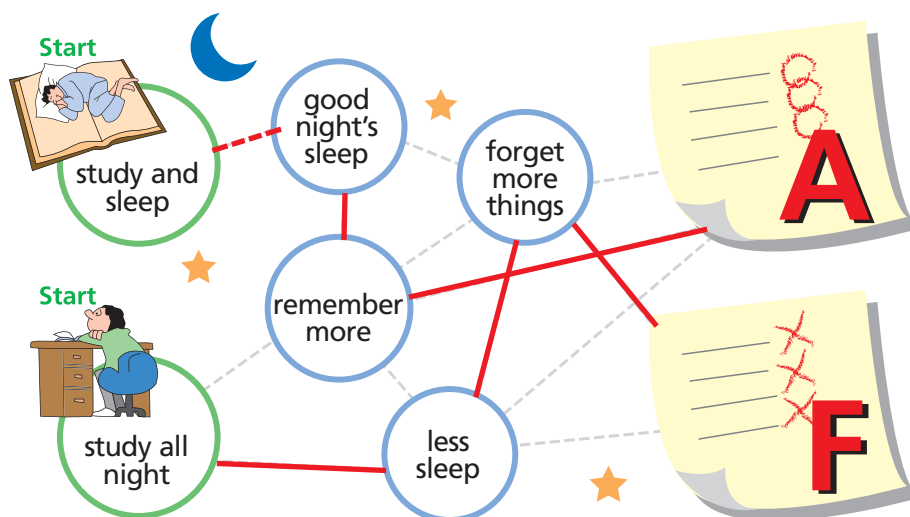 Start
study and
sleep
good
night's
sleep
forget
more
things
A
Start
remember
more
study all
night
less
sleep
F